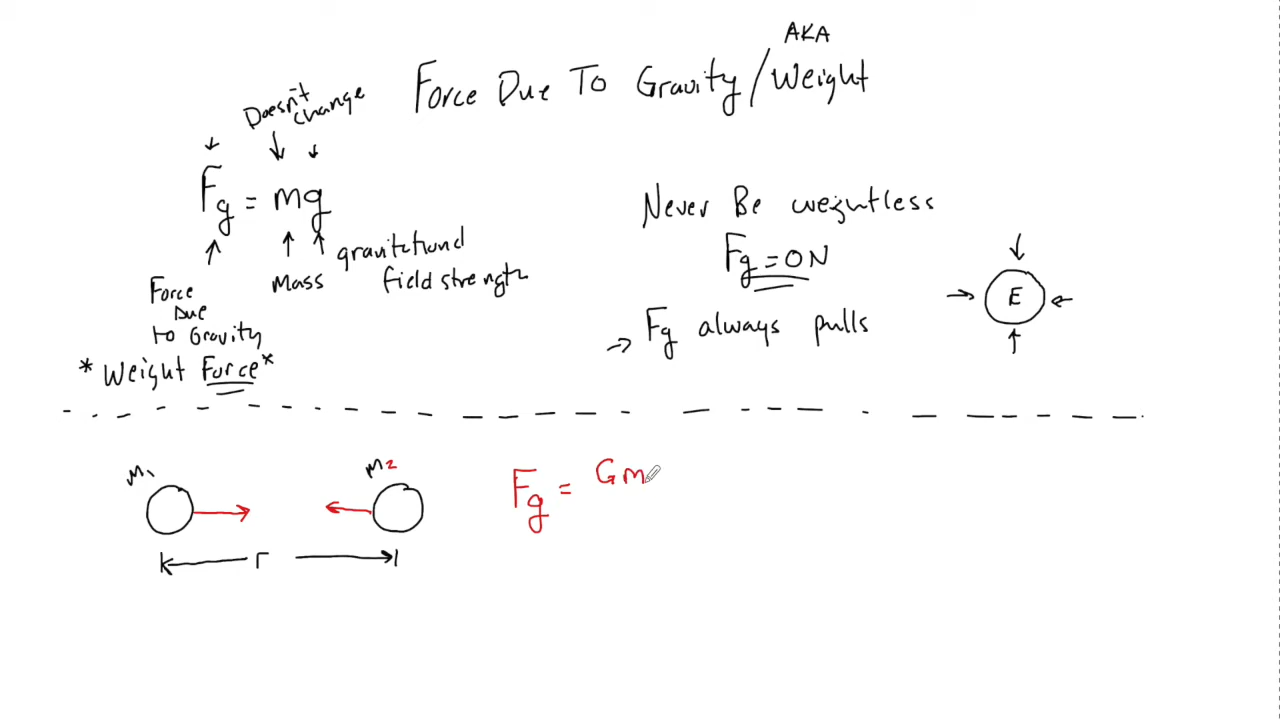 AKA
Force Due To Gravity/Weight
Doesn't
change
Fg = mg
gravitational
field strength
Mass
Force
Due
to Gravity
* Weight Force *
Never Be weightless
Fg = 0N
→ Fg always pulls
E
M1
M2
r
Fg = Gm